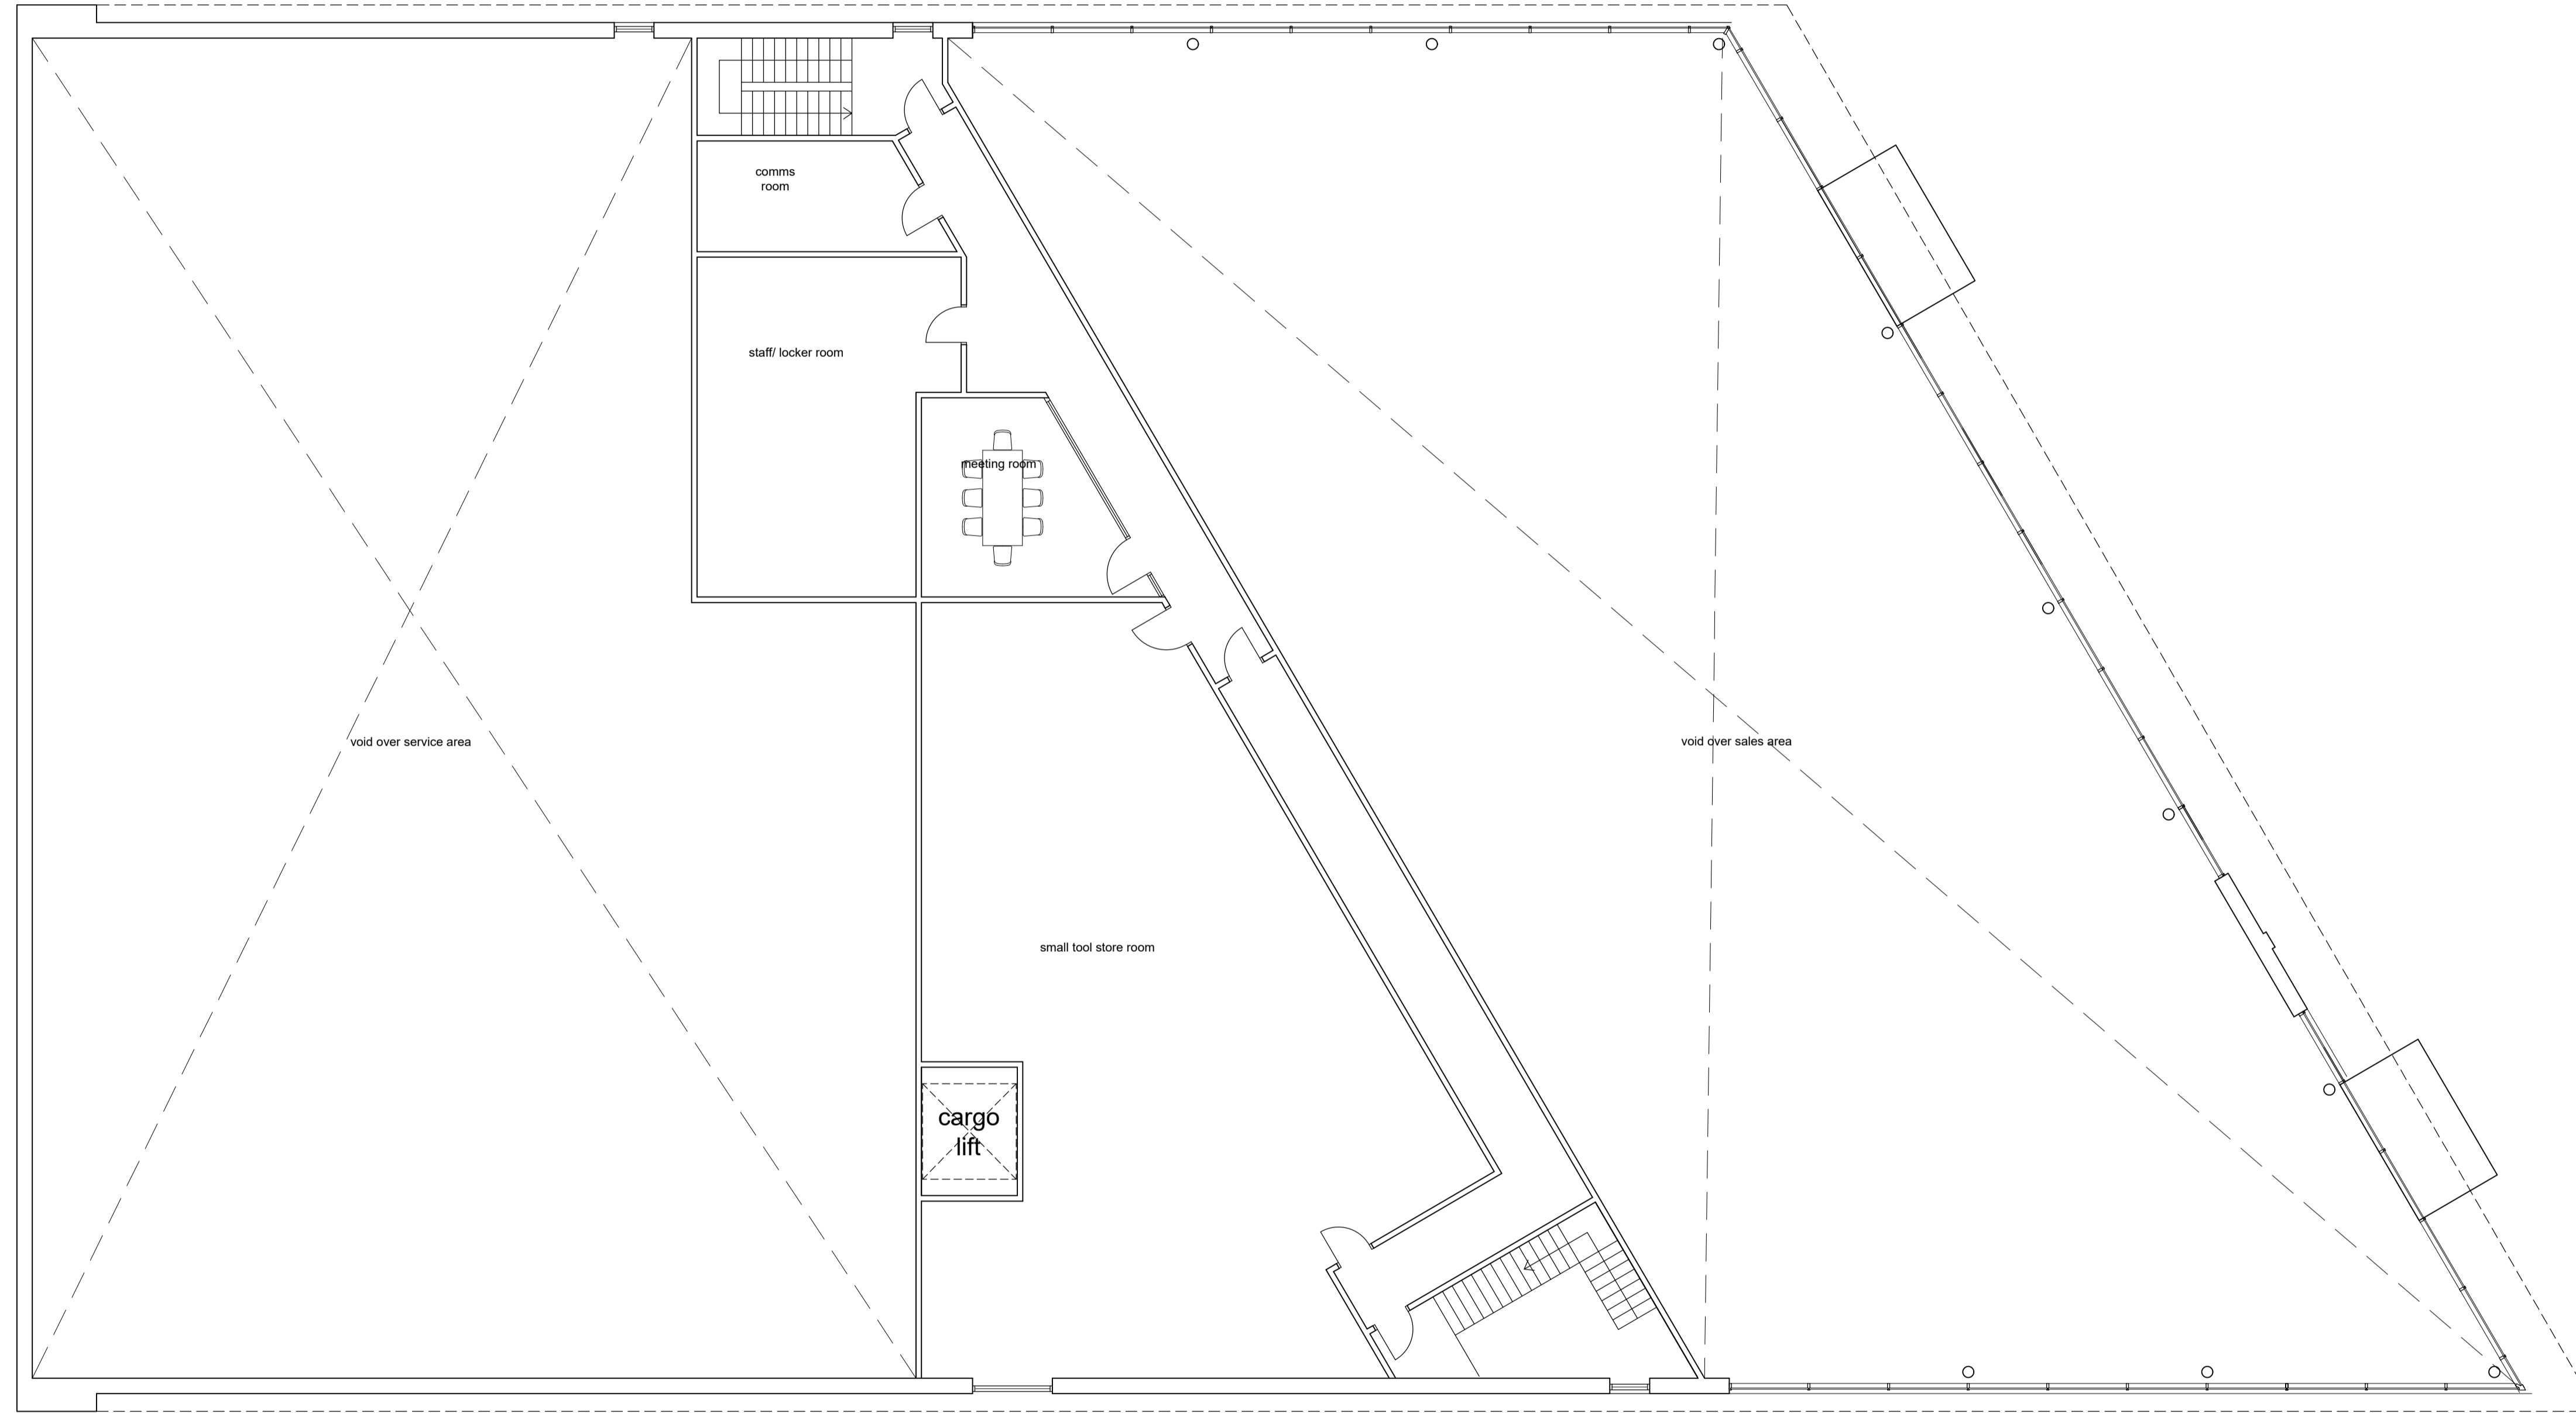 comms
room
staff/ locker room
meeting room
void over service area
void over sales area
small tool store room
cargo
lift